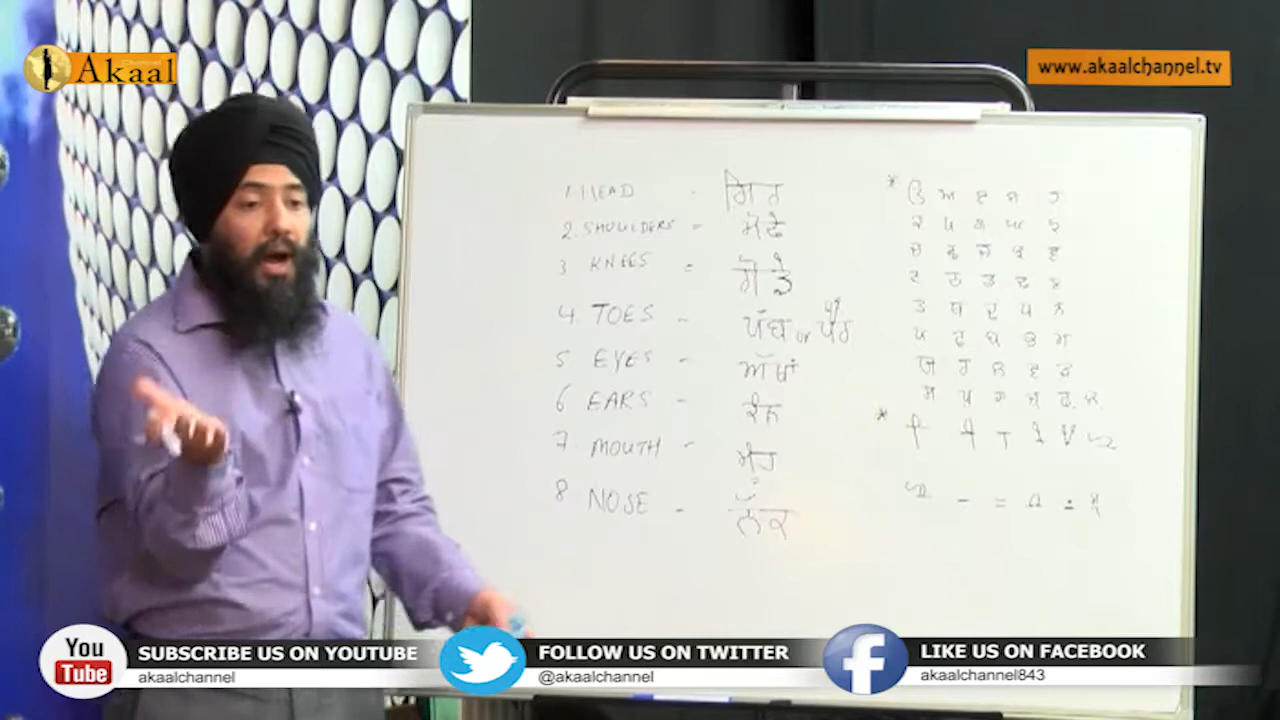 Akaal
Channel
www.akaalchannel.tv
1. HEAD - ਸਿਰ
2. SHOULDERS = ਮੋਢੇ
3 KNEES = ਗੋਡੇ
4. TOES - ਪੱਬ or ਪੈਰ
5 EYES - ਅੱਖਾਂ
6 EARS - ਕੰਨ
7. MOUTH - ਮੂੰਹ
8 NOSE - ਨੱਕ
* ੳ ਅ ੲ ਸ ਹ
ਕ ਖ ਗ ਘ ਙ
ਚ ਛ ਜ ਝ ਞ
ਟ ਠ ਡ ਢ ਣ
ਤ ਥ ਦ ਧ ਨ
ਪ ਫ ਬ ਭ ਮ
ਯ ਰ ਲ ਵ ੜ
You
Tube
SUBSCRIBE US ON YOUTUBE
akaalchannel
FOLLOW US ON TWITTER
@akaalchannel
f
LIKE US ON FACEBOOK
akaalchannel843